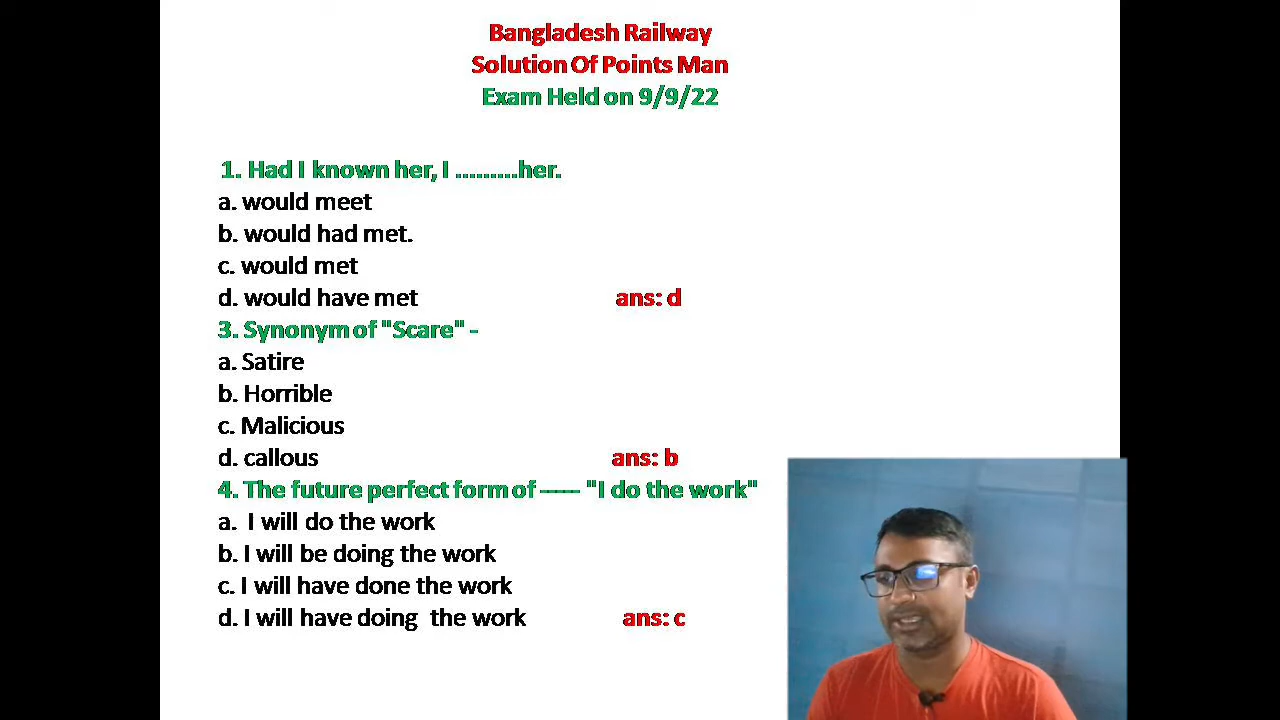 Bangladesh Railway
Solution Of Points Man
Exam Held on 9/9/22
1. Had I known her, I .........her.
a. would meet
b. would had met.
c. would met
d. would have met ans: d
3. Synonym of "Scare" -
a. Satire
b. Horrible
c. Malicious
d. callous ans: b
4. The future perfect form of ----- "I do the work"
a. I will do the work
b. I will be doing the work
c. I will have done the work
d. I will have doing the work ans: c